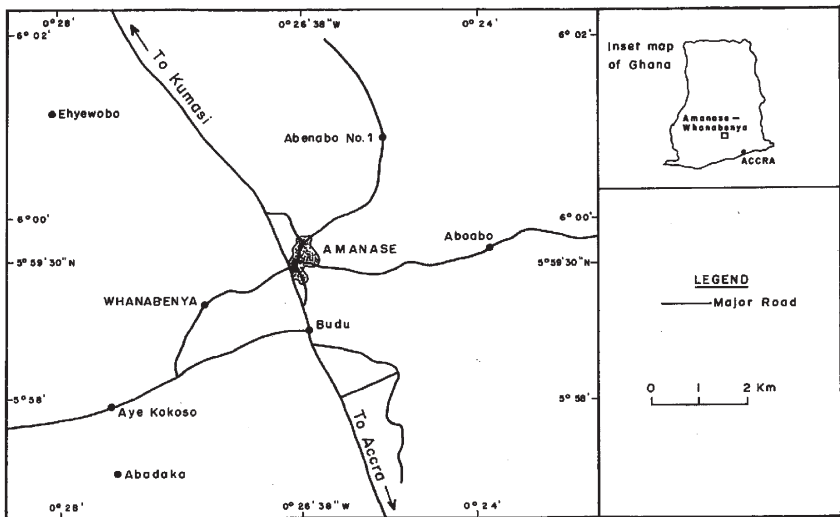 0° 28'
0° 26' 38" W
0° 24'
6° 02'
6° 02'
To Kumasi
Ehyewobo
Abenabo No.1
Inset map
of Ghana
Amanase –
Whanabenya
ACCRA
6° 00'
6° 00'
AMANASE
Aboabo
5° 59' 30" N
5° 59' 30" N
WHANABENYA
Budu
LEGEND
Major Road
0 1 2 Km
5° 58'
5° 58'
Aye Kokoso
To Accra
Abadaka
0° 28'
0° 26' 38" W
0° 24'